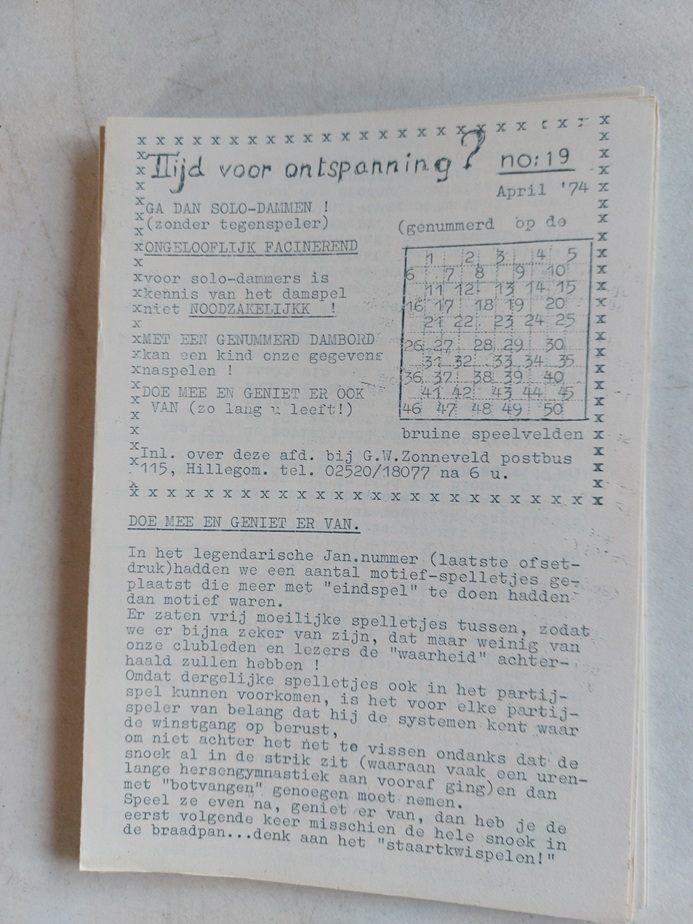 x x x x x x x x x x x x x x x x x x x x x x x x x x
Tijd voor ontspanning? no:19
April '74
GA DAN SOLO-DAMMEN !
(zonder tegenspeler) (genummerd op de
ONGELOOFLIJK FACINEREND
voor solo-dammers is
kennis van het damspel
niet NOODZAKELIJKK !
MET EEN GENUMMERD DAMBORD
kan een kind onze gegevens
naspelen !
DOE MEE EN GENIET ER OOK
VAN (zo lang u leeft!)
1 2 3 4 5
6 7 8 9 10
11 12 13 14 15
16 17 18 19 20
21 22 23 24 25
26 27 28 29 30
31 32 33 34 35
36 37 38 39 40
41 42 43 44 45
46 47 48 49 50
bruine speelvelden
Inl. over deze afd. bij G.W.Zonneveld postbus
115, Hillegom. tel. 02520/18077 na 6 u.
x x x x x x x x x x x x x x x x x x x x x x x x x x
DOE MEE EN GENIET ER VAN.
In het legendarische Jan.nummer (laatste ofset-
druk)hadden we een aantal motief-spelletjes ge-
plaatst die meer met "eindspel" te doen hadden
dan motief waren.
Er zaten vrij moeilijke spelletjes tussen, zodat
we er bijna zeker van zijn, dat maar weinig van
onze clubleden en lezers de "waarheid" achter-
haald zullen hebben !
Omdat dergelijke spelletjes ook in het partij-
spel kunnen voorkomen, is het voor elke partij-
speler van belang dat hij de systemen kent waar
de winstgang op berust,
om niet achter het net te vissen ondanks dat de
snoek al in de strik zit (waaraan vaak een uren-
lange hersengymnastiek aan vooraf ging)en dan
met "botvangen" genoegen moet nemen.
Speel ze even na, geniet er van, dan heb je de
eerst volgende keer misschien de hele snoek in
de braadpan...denk aan het "staartkwispelen!"